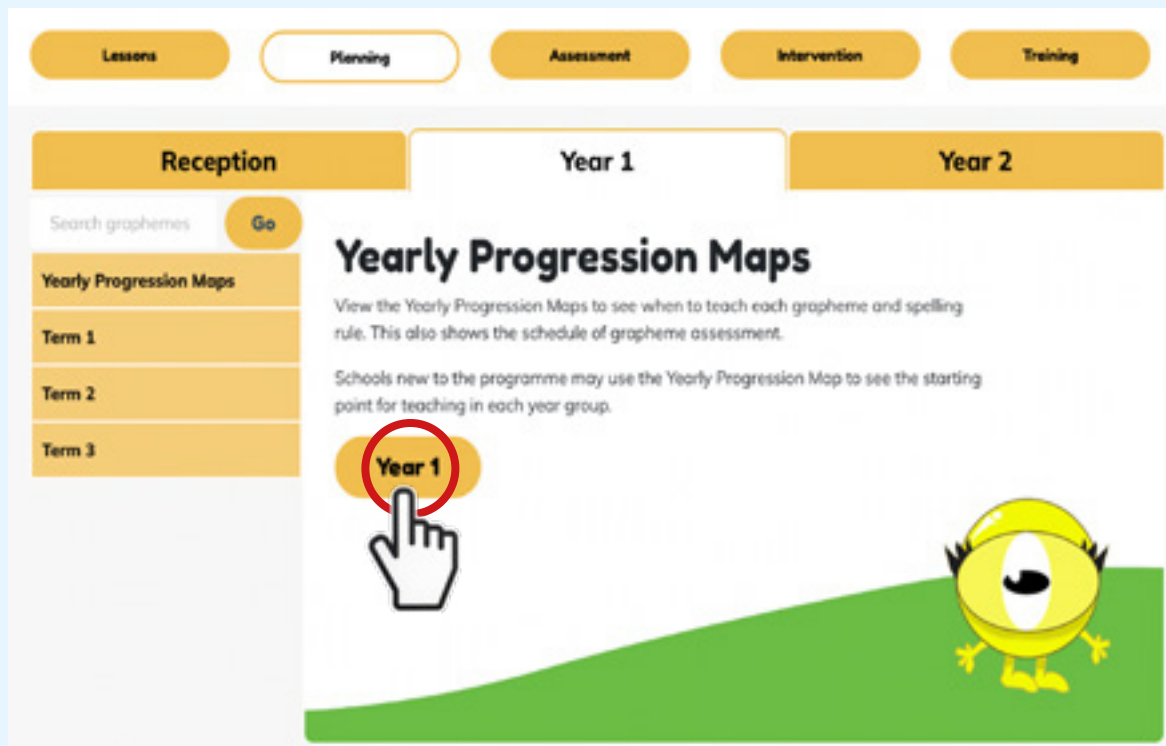 Lessons Planning Assessment Intervention Training
Reception Year 1 Year 2
Search graphemes Go
Yearly Progression Maps
Term 1
Term 2
Term 3
Yearly Progression Maps
View the Yearly Progression Maps to see when to teach each grapheme and spelling
rule. This also shows the schedule of grapheme assessment.
Schools new to the programme may use the Yearly Progression Map to see the starting
point for teaching in each year group.
Year 1